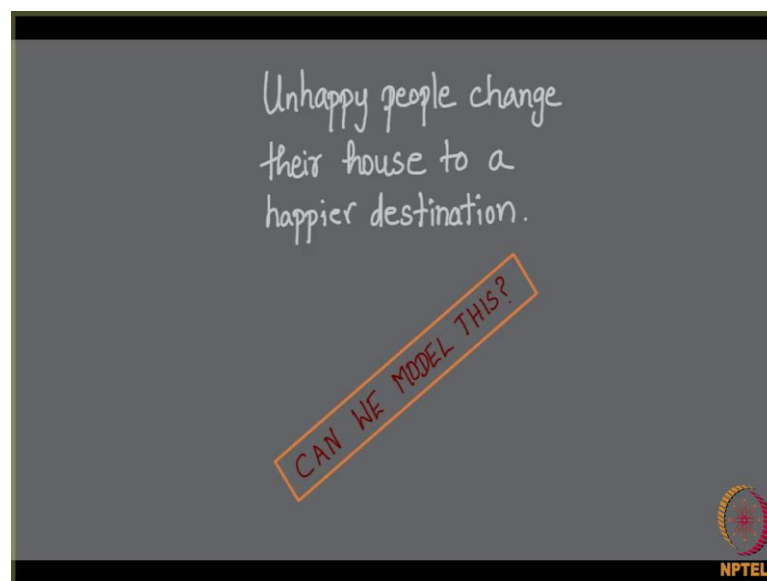 Unhappy people change
their house to a
happier destination.
CAN WE MODEL THIS?
NPTEL